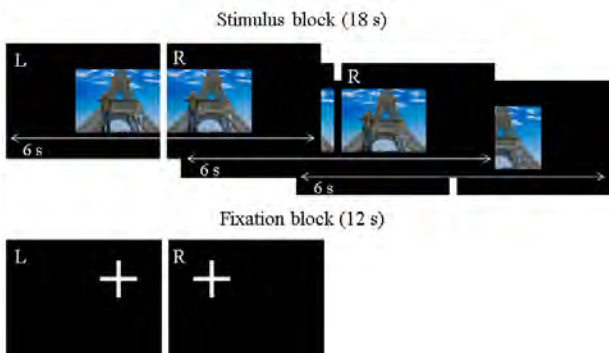 Stimulus block (18 s)
L R R
6 s
6 s
6 s
Fixation block (12 s)
L R